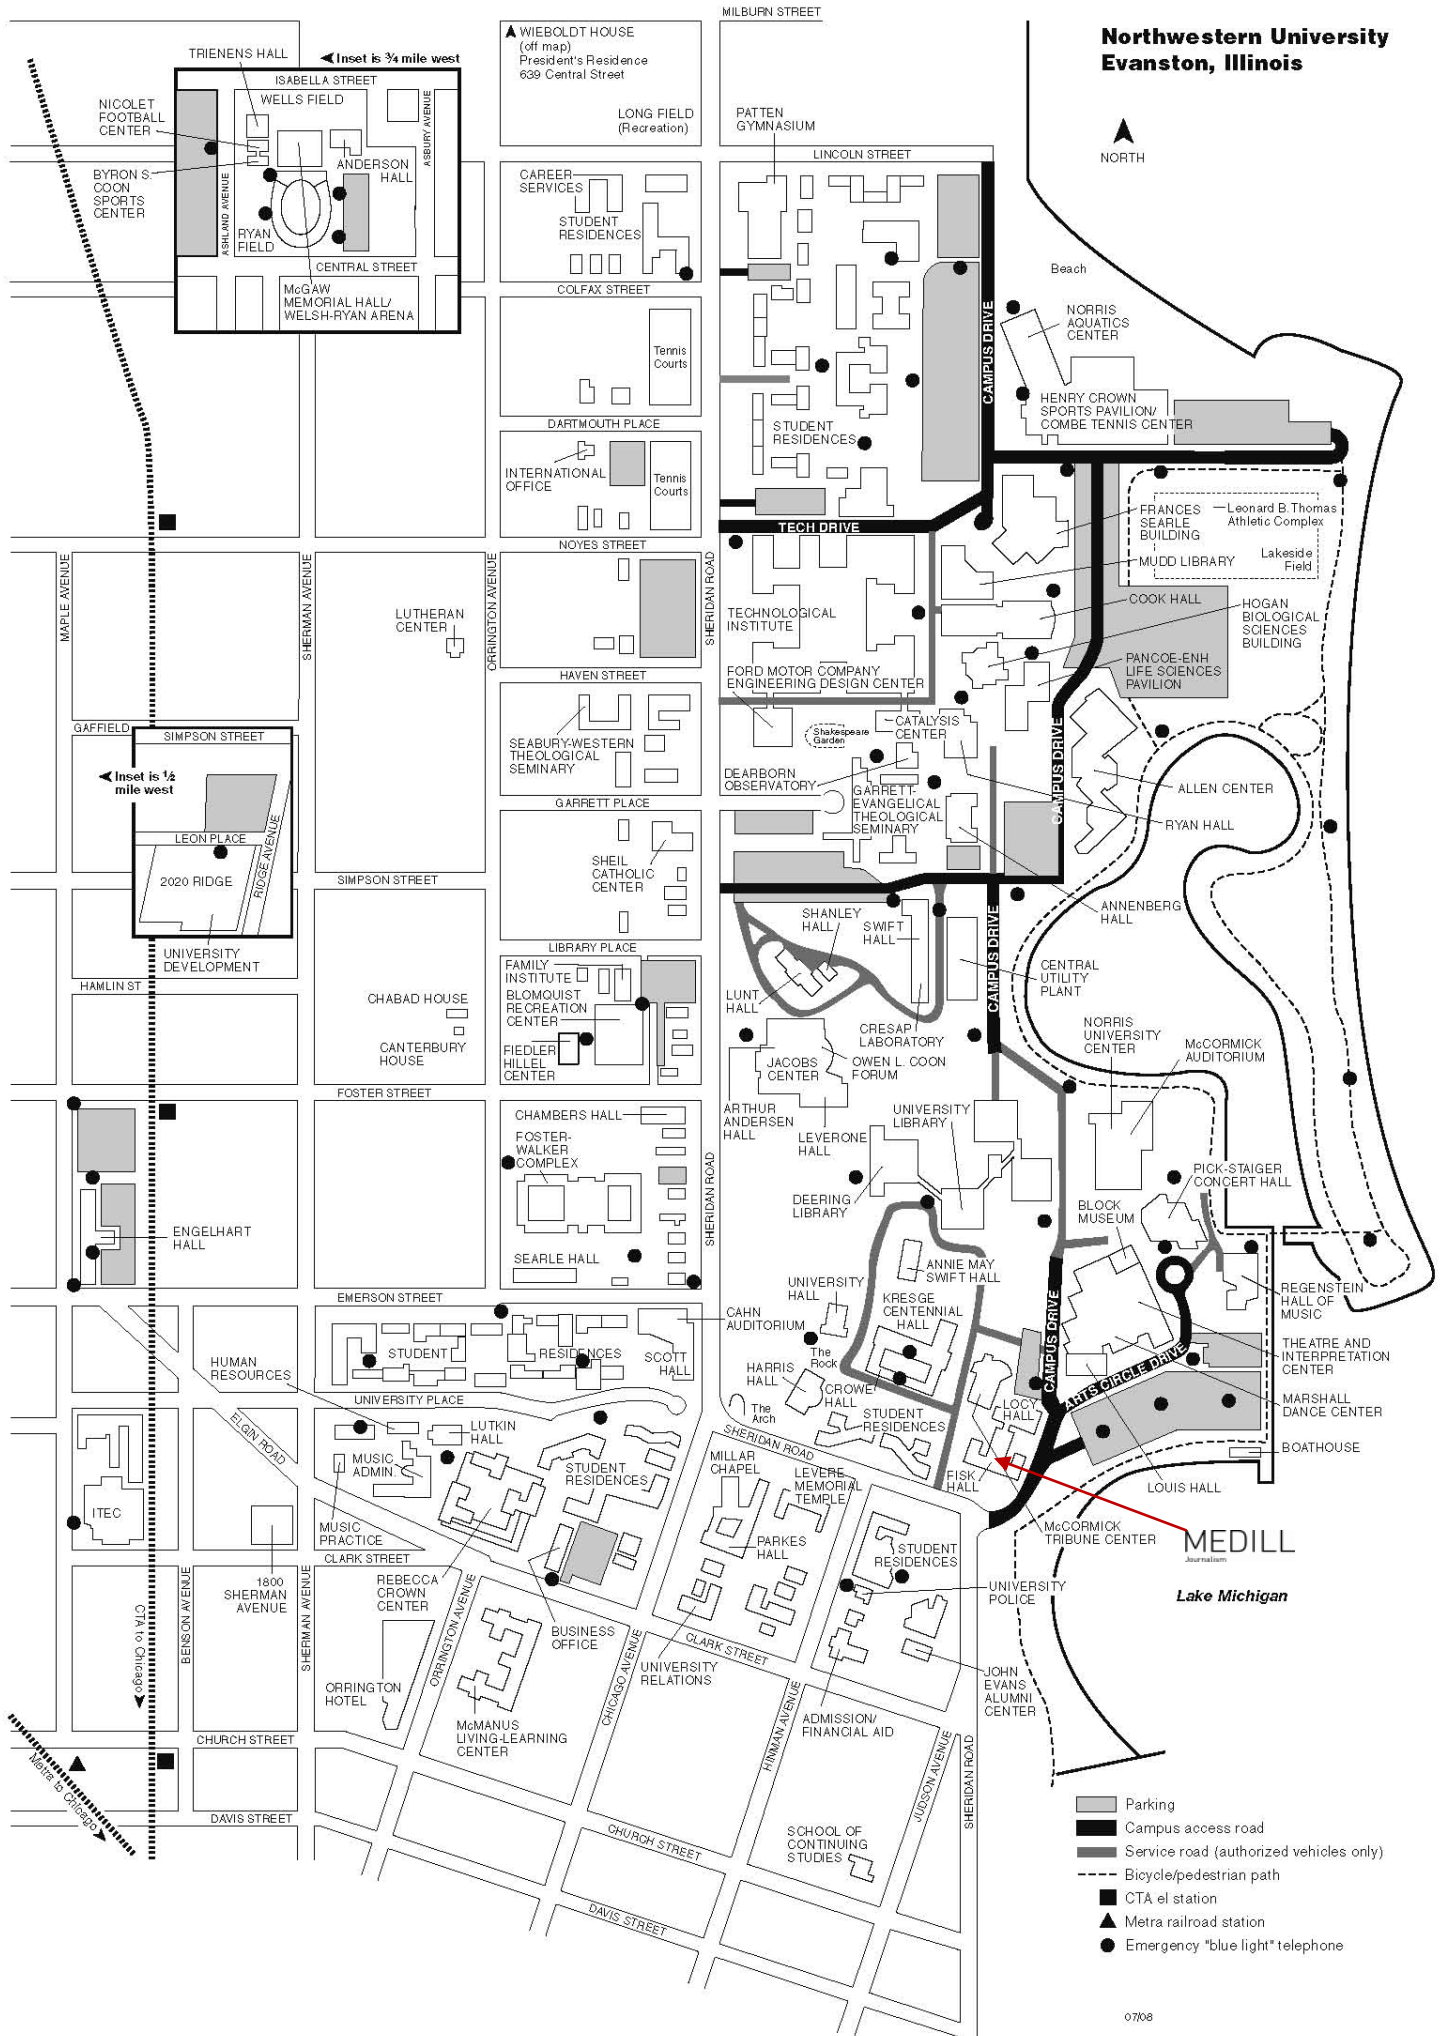 MILBURN STREET
Northwestern University
Evanston, Illinois
NORTH
WIEBOLDT HOUSE
(off map)
President's Residence
639 Central Street
LONG FIELD
(Recreation)
PATTEN
GYMNASIUM
LINCOLN STREET
TRIENENS HALL
Inset is ¾ mile west
ISABELLA STREET
WELLS FIELD
NICOLET
FOOTBALL
CENTER
ASBURY AVENUE
ANDERSON
HALL
BYRON S.
COON
SPORTS
CENTER
ASHLAND AVENUE
RYAN
FIELD
CENTRAL STREET
McGAW
MEMORIAL HALL/
WELSH-RYAN ARENA
CAREER
SERVICES
STUDENT
RESIDENCES
COLFAX STREET
Tennis
Courts
DARTMOUTH PLACE
INTERNATIONAL
OFFICE
Tennis
Courts
NOYES STREET
CAMPUS DRIVE
Beach
NORRIS
AQUATICS
CENTER
HENRY CROWN
SPORTS PAVILION/
COMBE TENNIS CENTER
STUDENT
RESIDENCES
TECH DRIVE
FRANCES
SEARLE
BUILDING
Leonard B. Thomas
Athletic Complex
Lakeside
Field
MUDD LIBRARY
COOK HALL
HOGAN
BIOLOGICAL
SCIENCES
BUILDING
PANCOE-ENH
LIFE SCIENCES
PAVILION
MAPLE AVENUE
SHERMAN AVENUE
ORRINGTON AVENUE
SHERIDAN ROAD
LUTHERAN
CENTER
TECHNOLOGICAL
INSTITUTE
HAVEN STREET
FORD MOTOR COMPANY
ENGINEERING DESIGN CENTER
SEABURY-WESTERN
THEOLOGICAL
SEMINARY
Shakespeare
Garden
CATALYSIS
CENTER
DEARBORN
OBSERVATORY
GARRETT-
EVANGELICAL
THEOLOGICAL
SEMINARY
CAMPUS DRIVE
ALLEN CENTER
RYAN HALL
ANNENBERG
HALL
GAFFIELD
SIMPSON STREET
Inset is ½
mile west
LEON PLACE
2020 RIDGE
RIDGE AVENUE
UNIVERSITY
DEVELOPMENT
GARRETT PLACE
SHEIL
CATHOLIC
CENTER
SIMPSON STREET
LIBRARY PLACE
HAMLIN ST
FAMILY
INSTITUTE
BLOMQUIST
RECREATION
CENTER
FIEDLER
HILLEL
CENTER
CHABAD HOUSE
CANTERBURY
HOUSE
FOSTER STREET
SHANLEY
HALL
SWIFT
HALL
LUNT
HALL
CRESAP
LABORATORY
CAMPUS DRIVE
CENTRAL
UTILITY
PLANT
NORRIS
UNIVERSITY
CENTER
McCORMICK
AUDITORIUM
JACOBS
CENTER
OWEN L. COON
FORUM
ARTHUR
ANDERSEN
HALL
LEVERONE
HALL
UNIVERSITY
LIBRARY
DEERING
LIBRARY
PICK-STAIGER
CONCERT HALL
BLOCK
MUSEUM
CHAMBERS HALL
FOSTER-
WALKER
COMPLEX
SEARLE HALL
SHERIDAN ROAD
ENGELHART
HALL
EMERSON STREET
CAHN
AUDITORIUM
STUDENT
RESIDENCES
SCOTT
HALL
UNIVERSITY PLACE
HUMAN
RESOURCES
ELGIN ROAD
LUTKIN
HALL
MUSIC
ADMIN.
MUSIC
PRACTICE
CLARK STREET
ITEC
1800
SHERMAN
AVENUE
REBECCA
CROWN
CENTER
STUDENT
RESIDENCES
BUSINESS
OFFICE
ANNIE MAY
SWIFT HALL
UNIVERSITY
HALL
KRESGE
CENTENNIAL
HALL
The
Rock
HARRIS
HALL
CROWE
HALL
The
Arch
STUDENT
RESIDENCES
LOCY
HALL
FISK
HALL
CAMPUS DRIVE
ARTS CIRCLE DRIVE
REGENSTEIN
HALL OF
MUSIC
THEATRE AND
INTERPRETATION
CENTER
MARSHALL
DANCE CENTER
BOATHOUSE
LOUIS HALL
McCORMICK
TRIBUNE CENTER
MEDILL
Journalism
Lake Michigan
SHERIDAN ROAD
MILLAR
CHAPEL
LEVERE
MEMORIAL
TEMPLE
PARKES
HALL
STUDENT
RESIDENCES
UNIVERSITY
POLICE
CLARK STREET
UNIVERSITY
RELATIONS
JOHN
EVANS
ALUMNI
CENTER
ADMISSION/
FINANCIAL AID
CTA to Chicago
BENSON AVENUE
SHERMAN AVENUE
ORRINGTON AVENUE
CHICAGO AVENUE
HINMAN AVENUE
JUDSON AVENUE
SHERIDAN ROAD
ORRINGTON
HOTEL
McMANUS
LIVING-LEARNING
CENTER
CHURCH STREET
Metra to Chicago
DAVIS STREET
CHURCH STREET
SCHOOL OF
CONTINUING
STUDIES
DAVIS STREET
Parking
Campus access road
Service road (authorized vehicles only)
Bicycle/pedestrian path
CTA el station
Metra railroad station
Emergency "blue light" telephone
07/08